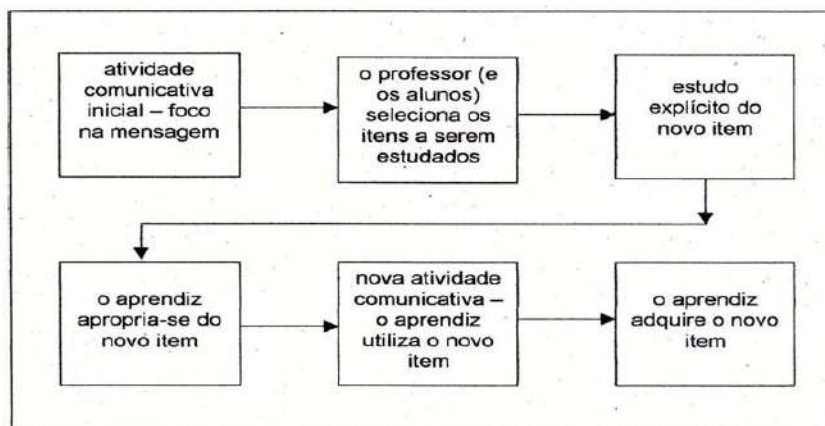 atividade
comunicativa
inicial – foco
na mensagem
o professor (e
os alunos)
seleciona os
itens a serem
estudados
estudo
explícito do
novo item
o aprendiz
apropria-se do
novo item
nova atividade
comunicativa –
o aprendiz
utiliza o novo
item
o aprendiz
adquire o novo
item